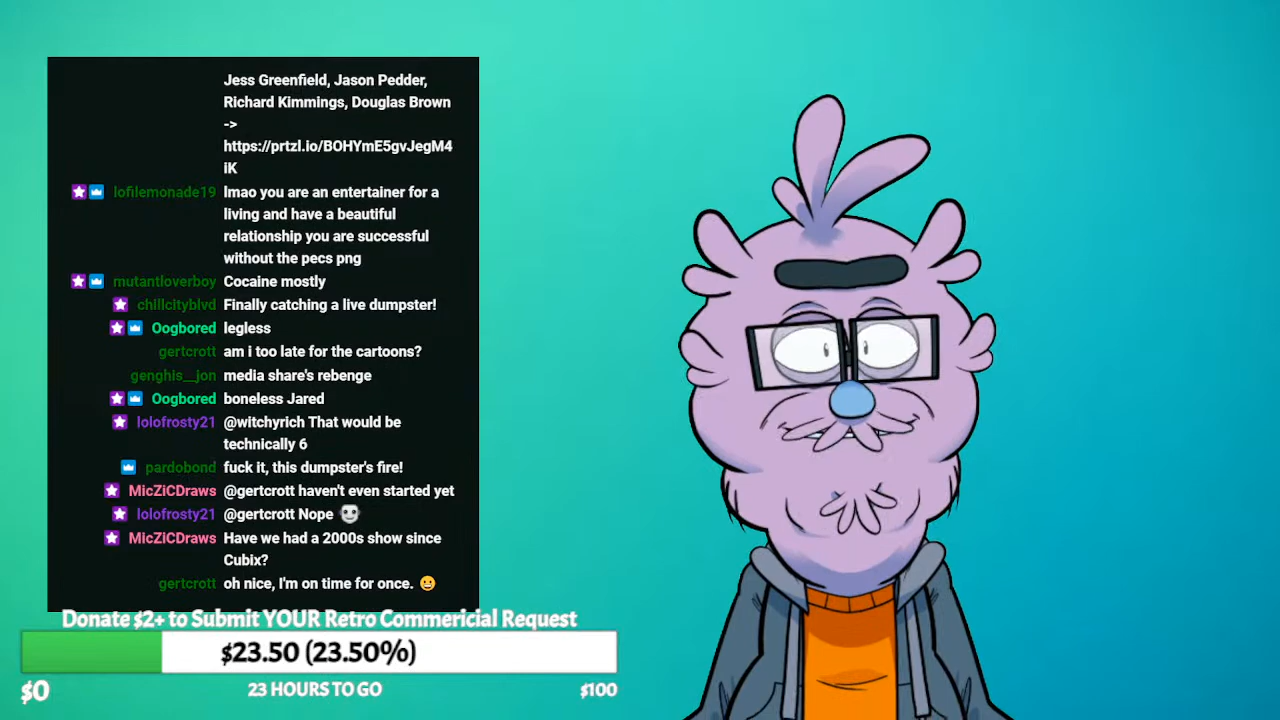 Jess Greenfield, Jason Pedder,
Richard Kimmings, Douglas Brown
->
https://prtzl.io/BOHYmE5gvJegM4
iK
lofilemonade19 lmao you are an entertainer for a
living and have a beautiful
relationship you are successful
without the pecs png
mutantloverboy Cocaine mostly
chillcityblvd Finally catching a live dumpster!
Oogbored legless
gertcrott am i too late for the cartoons?
genghis__jon media share's rebenge
Oogbored boneless Jared
lolofrosty21 @witchyrich That would be
technically 6
pardobond fuck it, this dumpster's fire!
MicZiCDraws @gertcrott haven't even started yet
lolofrosty21 @gertcrott Nope
MicZiCDraws Have we had a 2000s show since
Cubix?
gertcrott oh nice, I'm on time for once. 😀
Donate $2+ to Submit YOUR Retro Commericial Request
$23.50 (23.50%)
$0 23 HOURS TO GO $100